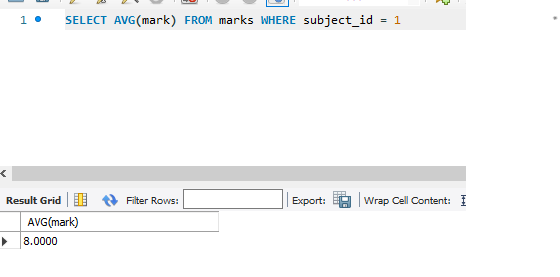 1 SELECT AVG(mark) FROM marks WHERE subject_id = 1
Result Grid Filter Rows: Export: Wrap Cell Content:
AVG(mark)
8.0000